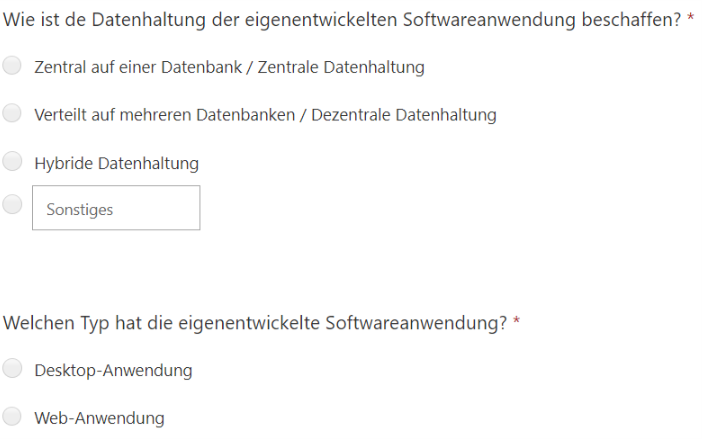 Wie ist de Datenhaltung der eigenentwickelten Softwareanwendung beschaffen? *
Zentral auf einer Datenbank / Zentrale Datenhaltung
Verteilt auf mehreren Datenbanken / Dezentrale Datenhaltung
Hybride Datenhaltung
Sonstiges
Welchen Typ hat die eigenentwickelte Softwareanwendung? *
Desktop-Anwendung
Web-Anwendung